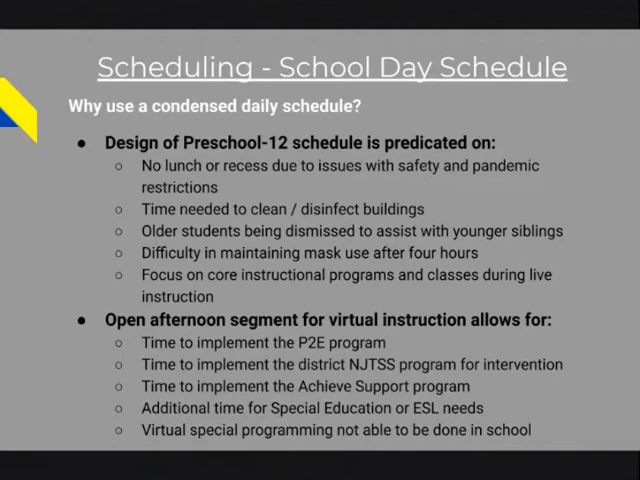 Scheduling - School Day Schedule
Why use a condensed daily schedule?
● Design of Preschool-12 schedule is predicated on:
○ No lunch or recess due to issues with safety and pandemic
restrictions
○ Time needed to clean / disinfect buildings
○ Older students being dismissed to assist with younger siblings
○ Difficulty in maintaining mask use after four hours
○ Focus on core instructional programs and classes during live
instruction
● Open afternoon segment for virtual instruction allows for:
○ Time to implement the P2E program
○ Time to implement the district NJTSS program for intervention
○ Time to implement the Achieve Support program
○ Additional time for Special Education or ESL needs
○ Virtual special programming not able to be done in school